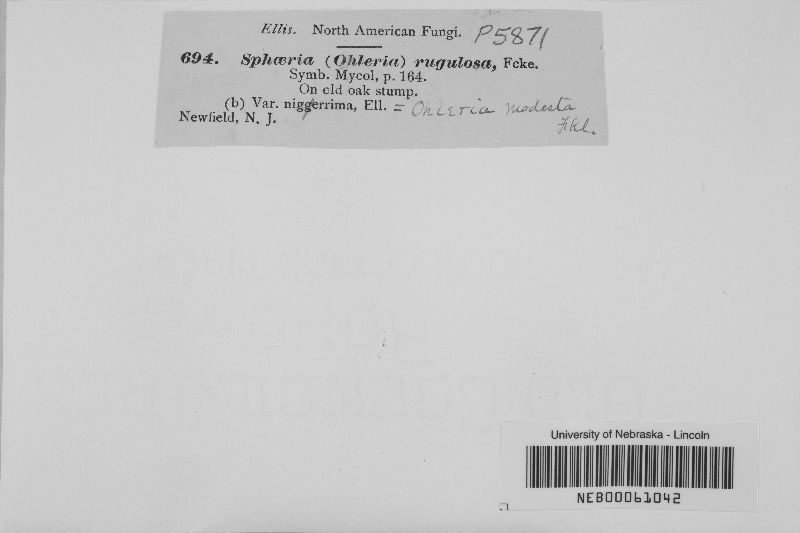 Ellis. North American Fungi. P5871
694. Sphæria (Ohleria) rugulosa, Fcke.
Symb. Mycol, p. 164.
On old oak stump.
(b) Var. niggerrima, Ell. = Ohleria modesta
Fkl.
Newfield, N. J.
University of Nebraska - Lincoln
NEB00061042